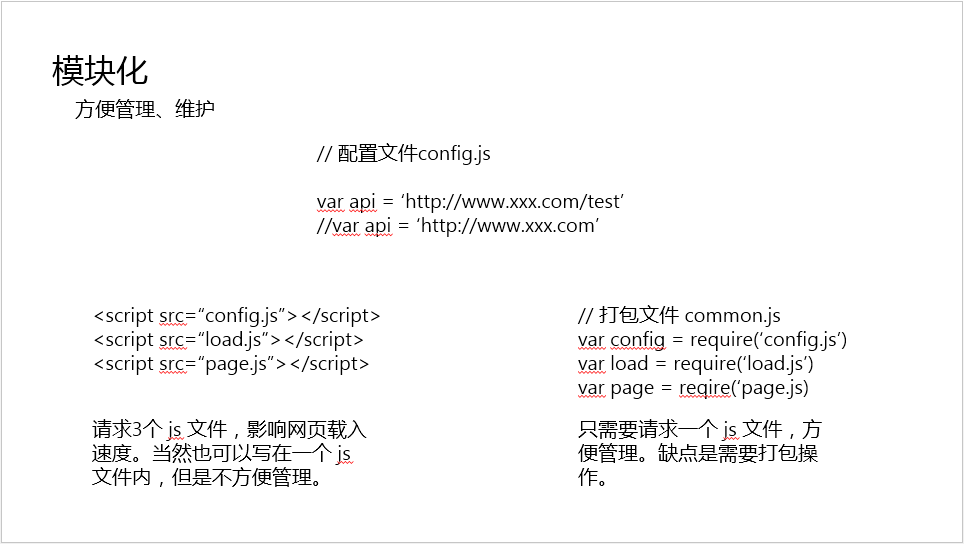 模块化
方便管理、维护
// 配置文件config.js
var api = ‘http://www.xxx.com/test’
//var api = ‘http://www.xxx.com’
<script src=“config.js”></script>
<script src=“load.js”></script>
<script src=“page.js”></script>
请求3个 js 文件，影响网页载入
速度。当然也可以写在一个 js
文件内，但是不方便管理。
// 打包文件 common.js
var config = require(‘config.js’)
var load = require(‘load.js’)
var page = reqire(‘page.js)
只需要请求一个 js 文件，方
便管理。缺点是需要打包操
作。